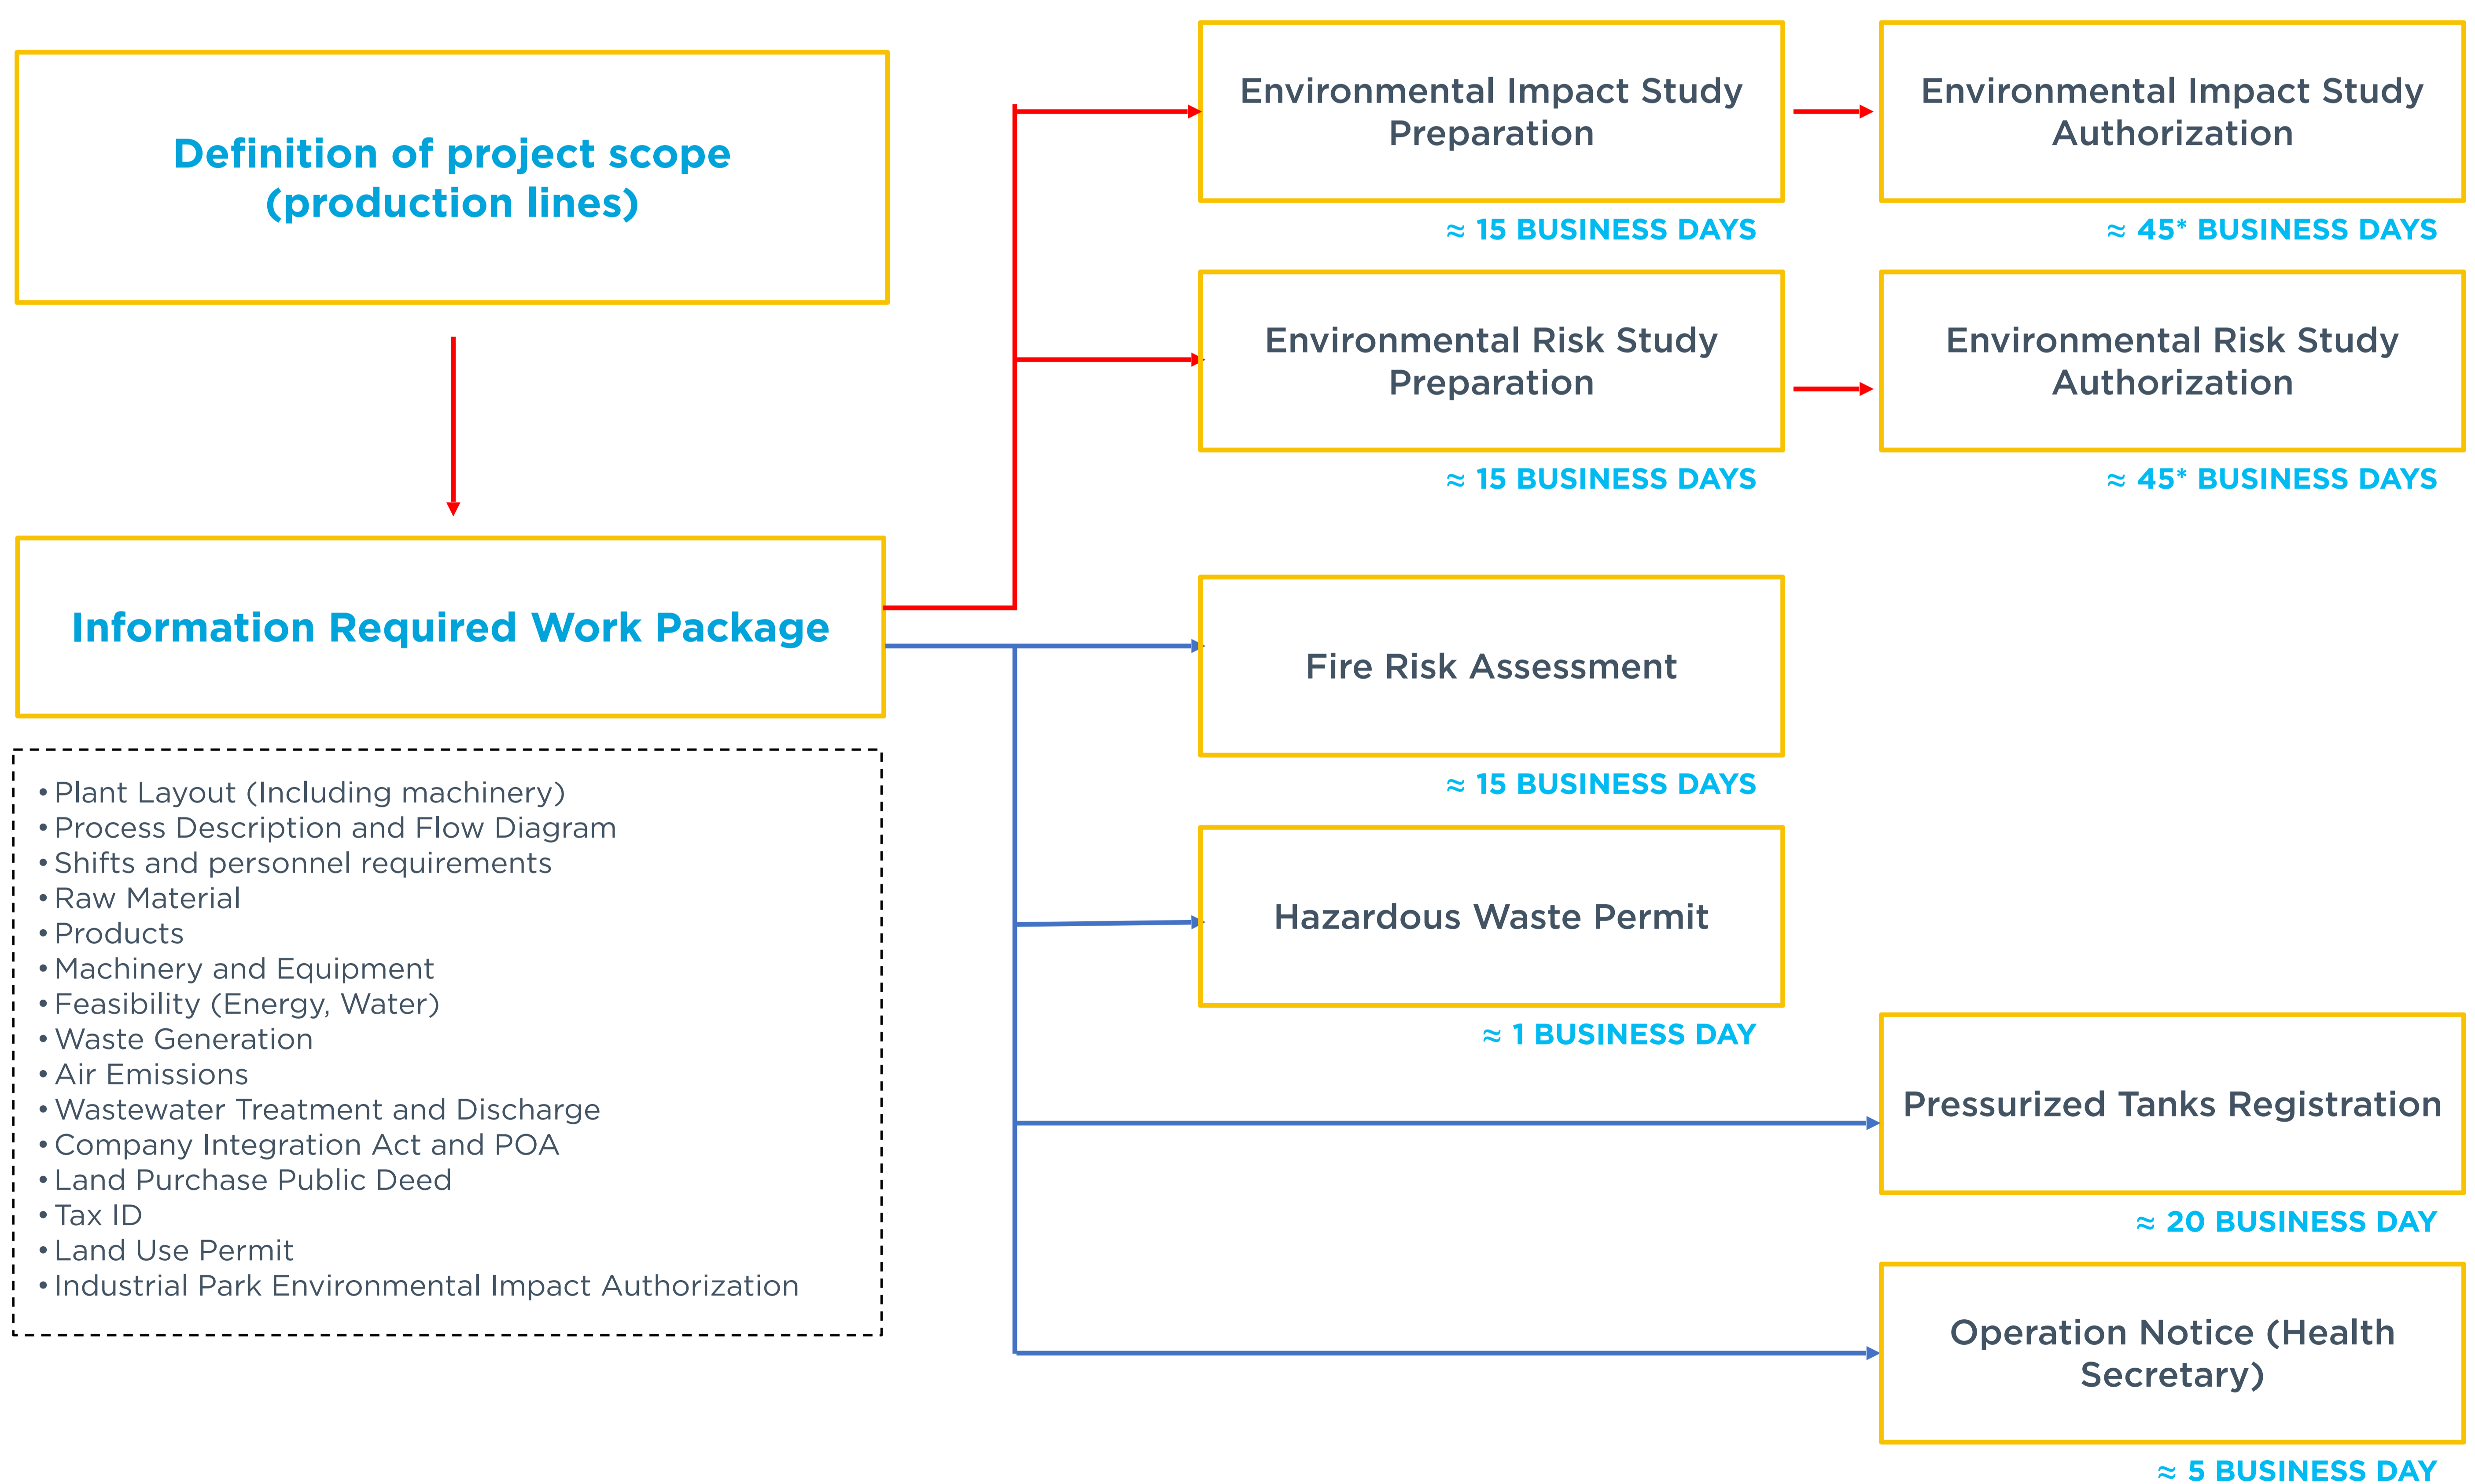 Definition of project scope
(production lines)
Information Required Work Package
• Plant Layout (Including machinery)
• Process Description and Flow Diagram
• Shifts and personnel requirements
• Raw Material
• Products
• Machinery and Equipment
• Feasibility (Energy, Water)
• Waste Generation
• Air Emissions
• Wastewater Treatment and Discharge
• Company Integration Act and POA
• Land Purchase Public Deed
• Tax ID
• Land Use Permit
• Industrial Park Environmental Impact Authorization
Environmental Impact Study
Preparation
≈ 15 BUSINESS DAYS
Environmental Impact Study
Authorization
≈ 45* BUSINESS DAYS
Environmental Risk Study
Preparation
≈ 15 BUSINESS DAYS
Environmental Risk Study
Authorization
≈ 45* BUSINESS DAYS
Fire Risk Assessment
≈ 15 BUSINESS DAYS
Hazardous Waste Permit
≈ 1 BUSINESS DAY
Pressurized Tanks Registration
≈ 20 BUSINESS DAY
Operation Notice (Health
Secretary)
≈ 5 BUSINESS DAY